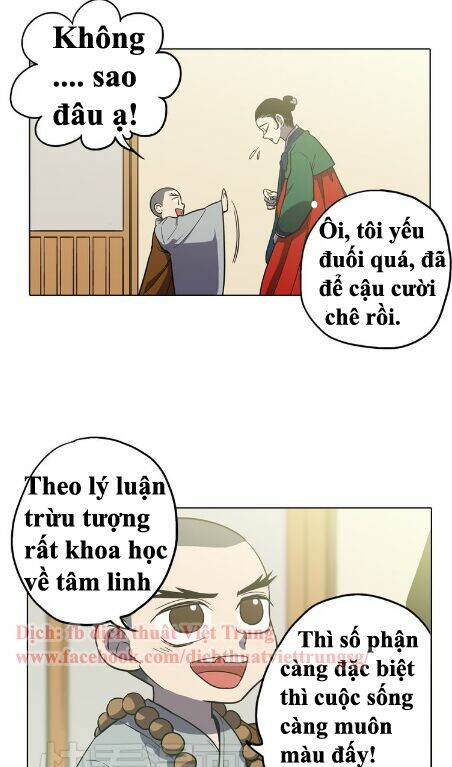 Không
.... sao
đâu ạ!
Ôi, tôi yếu
đuối quá, đã
để cậu cười
chê rồi.
Theo lý luận
trừu tượng
rất khoa học
về tâm linh
Dịch: fb dịch thuật Việt Trung
www.facebook.com/dichthuatviettrungsg/
Thì số phận
càng đặc biệt
thì cuộc sống
càng muôn
màu đấy!